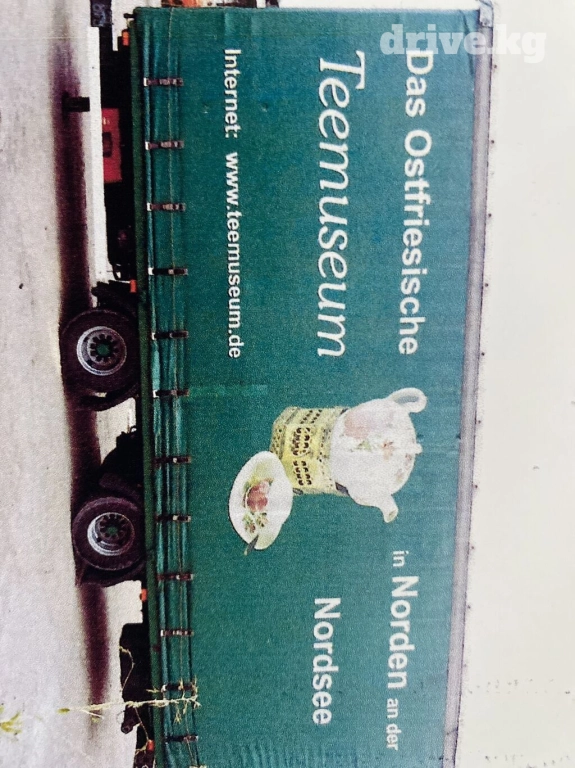 drive.kg
Das Ostfriesische
Teemuseum
Internet: www.teemuseum.de
in Norden an der
Nordsee